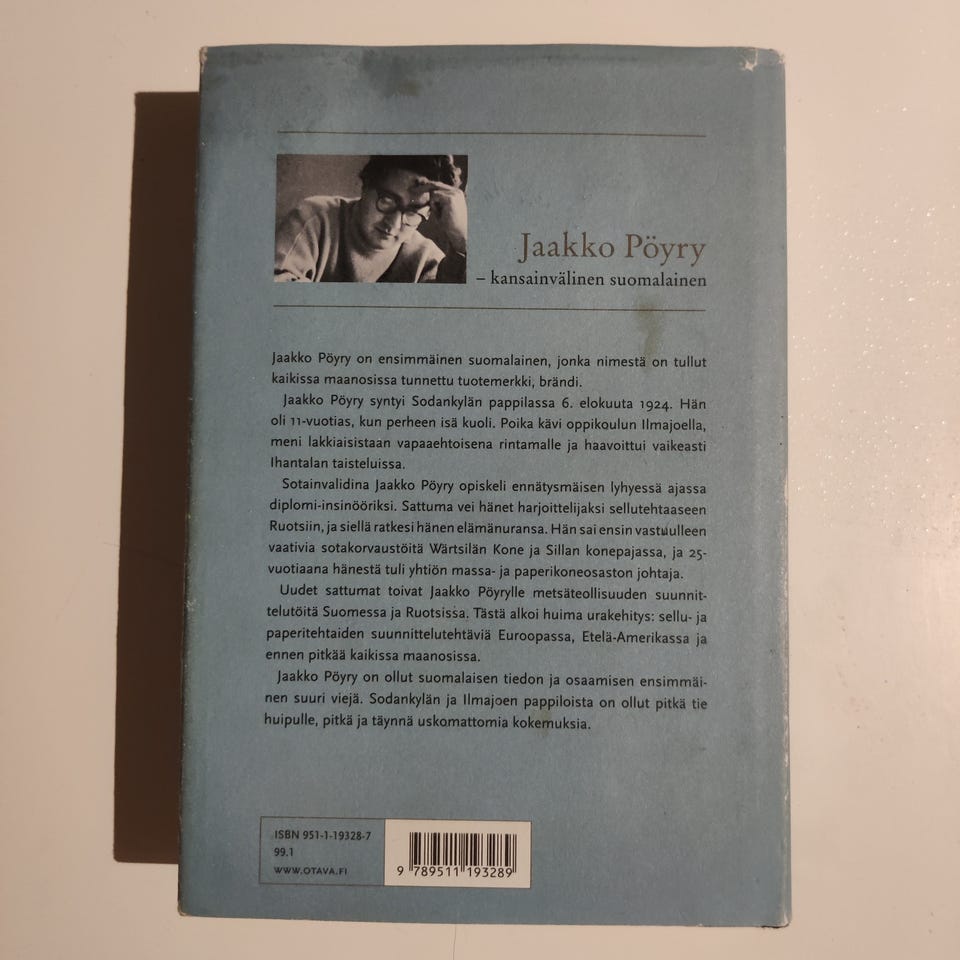 Jaakko Pöyry
– kansainvälinen suomalainen
Jaakko Pöyry on ensimmäinen suomalainen, jonka nimestä on tullut
kaikissa maanosissa tunnettu tuotemerkki, brändi.
Jaakko Pöyry syntyi Sodankylän pappilassa 6. elokuuta 1924. Hän
oli 11-vuotias, kun perheen isä kuoli. Poika kävi oppikoulun Ilmajoella,
meni lakkiaisistaan vapaaehtoisena rintamalle ja haavoittui vaikeasti
Ihantalan taisteluissa.
Sotainvalidina Jaakko Pöyry opiskeli ennätysmäisen lyhyessä ajassa
diplomi-insinööriksi. Sattuma vei hänet harjoittelijaksi sellutehtaaseen
Ruotsiin, ja siellä ratkesi hänen elämänuransa. Hän sai ensin vastuulleen
vaativia sotakorvaustöitä Wärtsilän Kone ja Sillan konepajassa, ja 25-
vuotiaana hänestä tuli yhtiön massa- ja paperikoneosaston johtaja.
Uudet sattumat toivat Jaakko Pöyrylle metsäteollisuuden suunnit-
telutöitä Suomessa ja Ruotsissa. Tästä alkoi huima urakehitys: sellu- ja
paperitehtaiden suunnittelutehtäviä Euroopassa, Etelä-Amerikassa ja
ennen pitkää kaikissa maanosissa.
Jaakko Pöyry on ollut suomalaisen tiedon ja osaamisen ensimmäi-
nen suuri viejä. Sodankylän ja Ilmajoen pappiloista on ollut pitkä tie
huipulle, pitkä ja täynnä uskomattomia kokemuksia.
ISBN 951-1-19328-7
99.1
WWW.OTAVA.FI
9 789511 193289